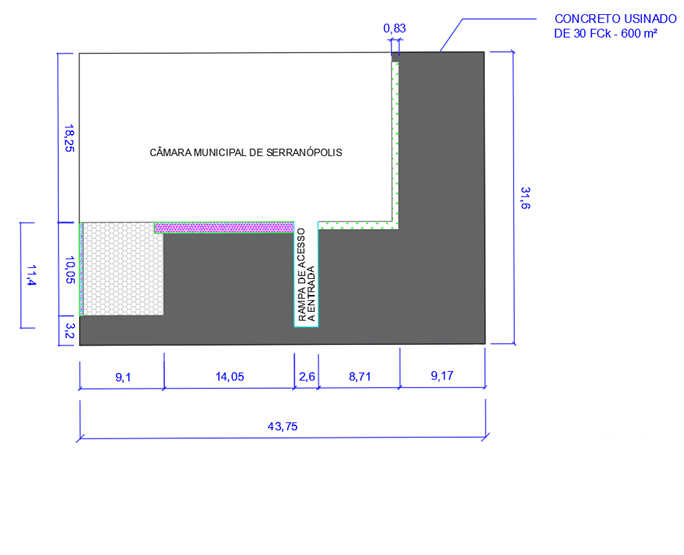 CONCRETO USINADO
DE 30 FCk - 600 m²
0,83
18,25
CÂMARA MUNICIPAL DE SERRANÓPOLIS
31,6
11,4
10,05
RAMPA DE ACESSO
A ENTRADA
3,2
9,1
14,05
2,6
8,71
9,17
43,75